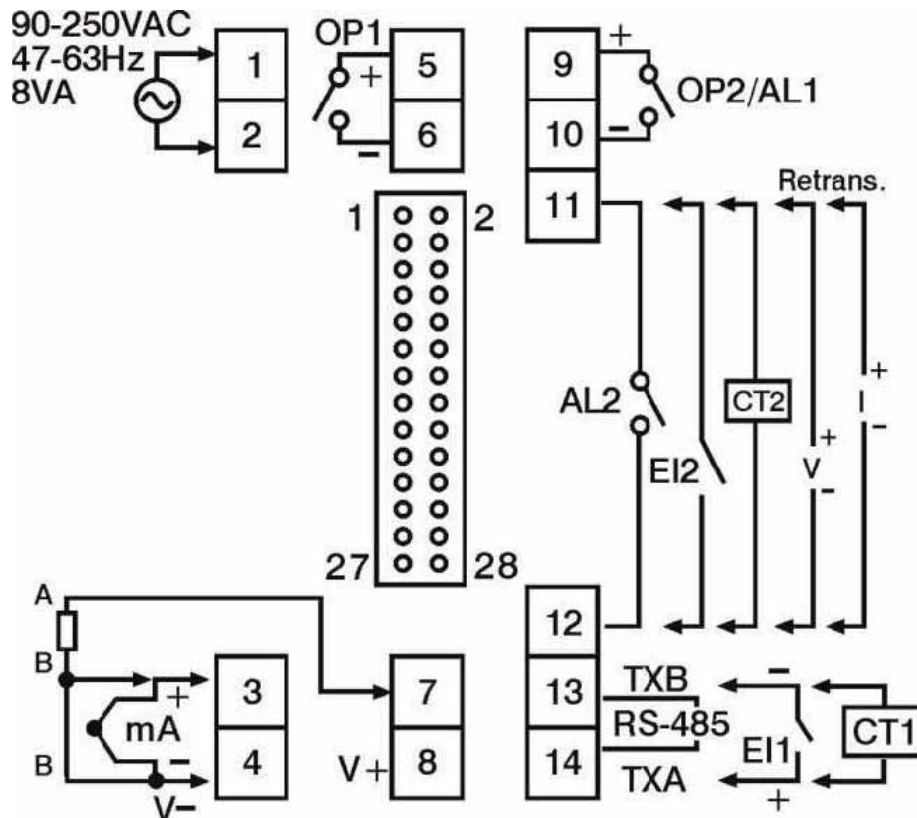 90-250VAC
47-63Hz
8VA
1
2
OP1
+
−
5
6
9
10
11
+
−
OP2/AL1
Retrans.
1
2
27
28
AL2
EI2
CT2
+
V
−
+
I
−
A
B
B
+
mA
−
V−
3
4
7
8
V+
12
13
14
TXB
RS-485
TXA
−
EI1
+
CT1